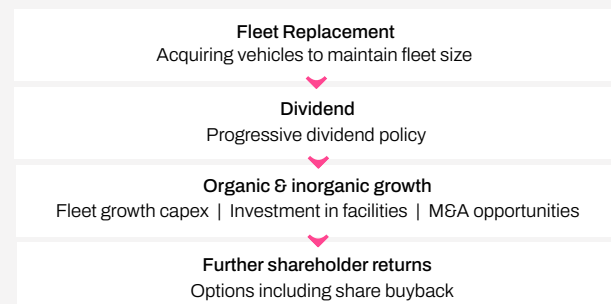 Fleet Replacement
Acquiring vehicles to maintain fleet size
Dividend
Progressive dividend policy
Organic & inorganic growth
Fleet growth capex | Investment in facilities | M&A opportunities
Further shareholder returns
Options including share buyback